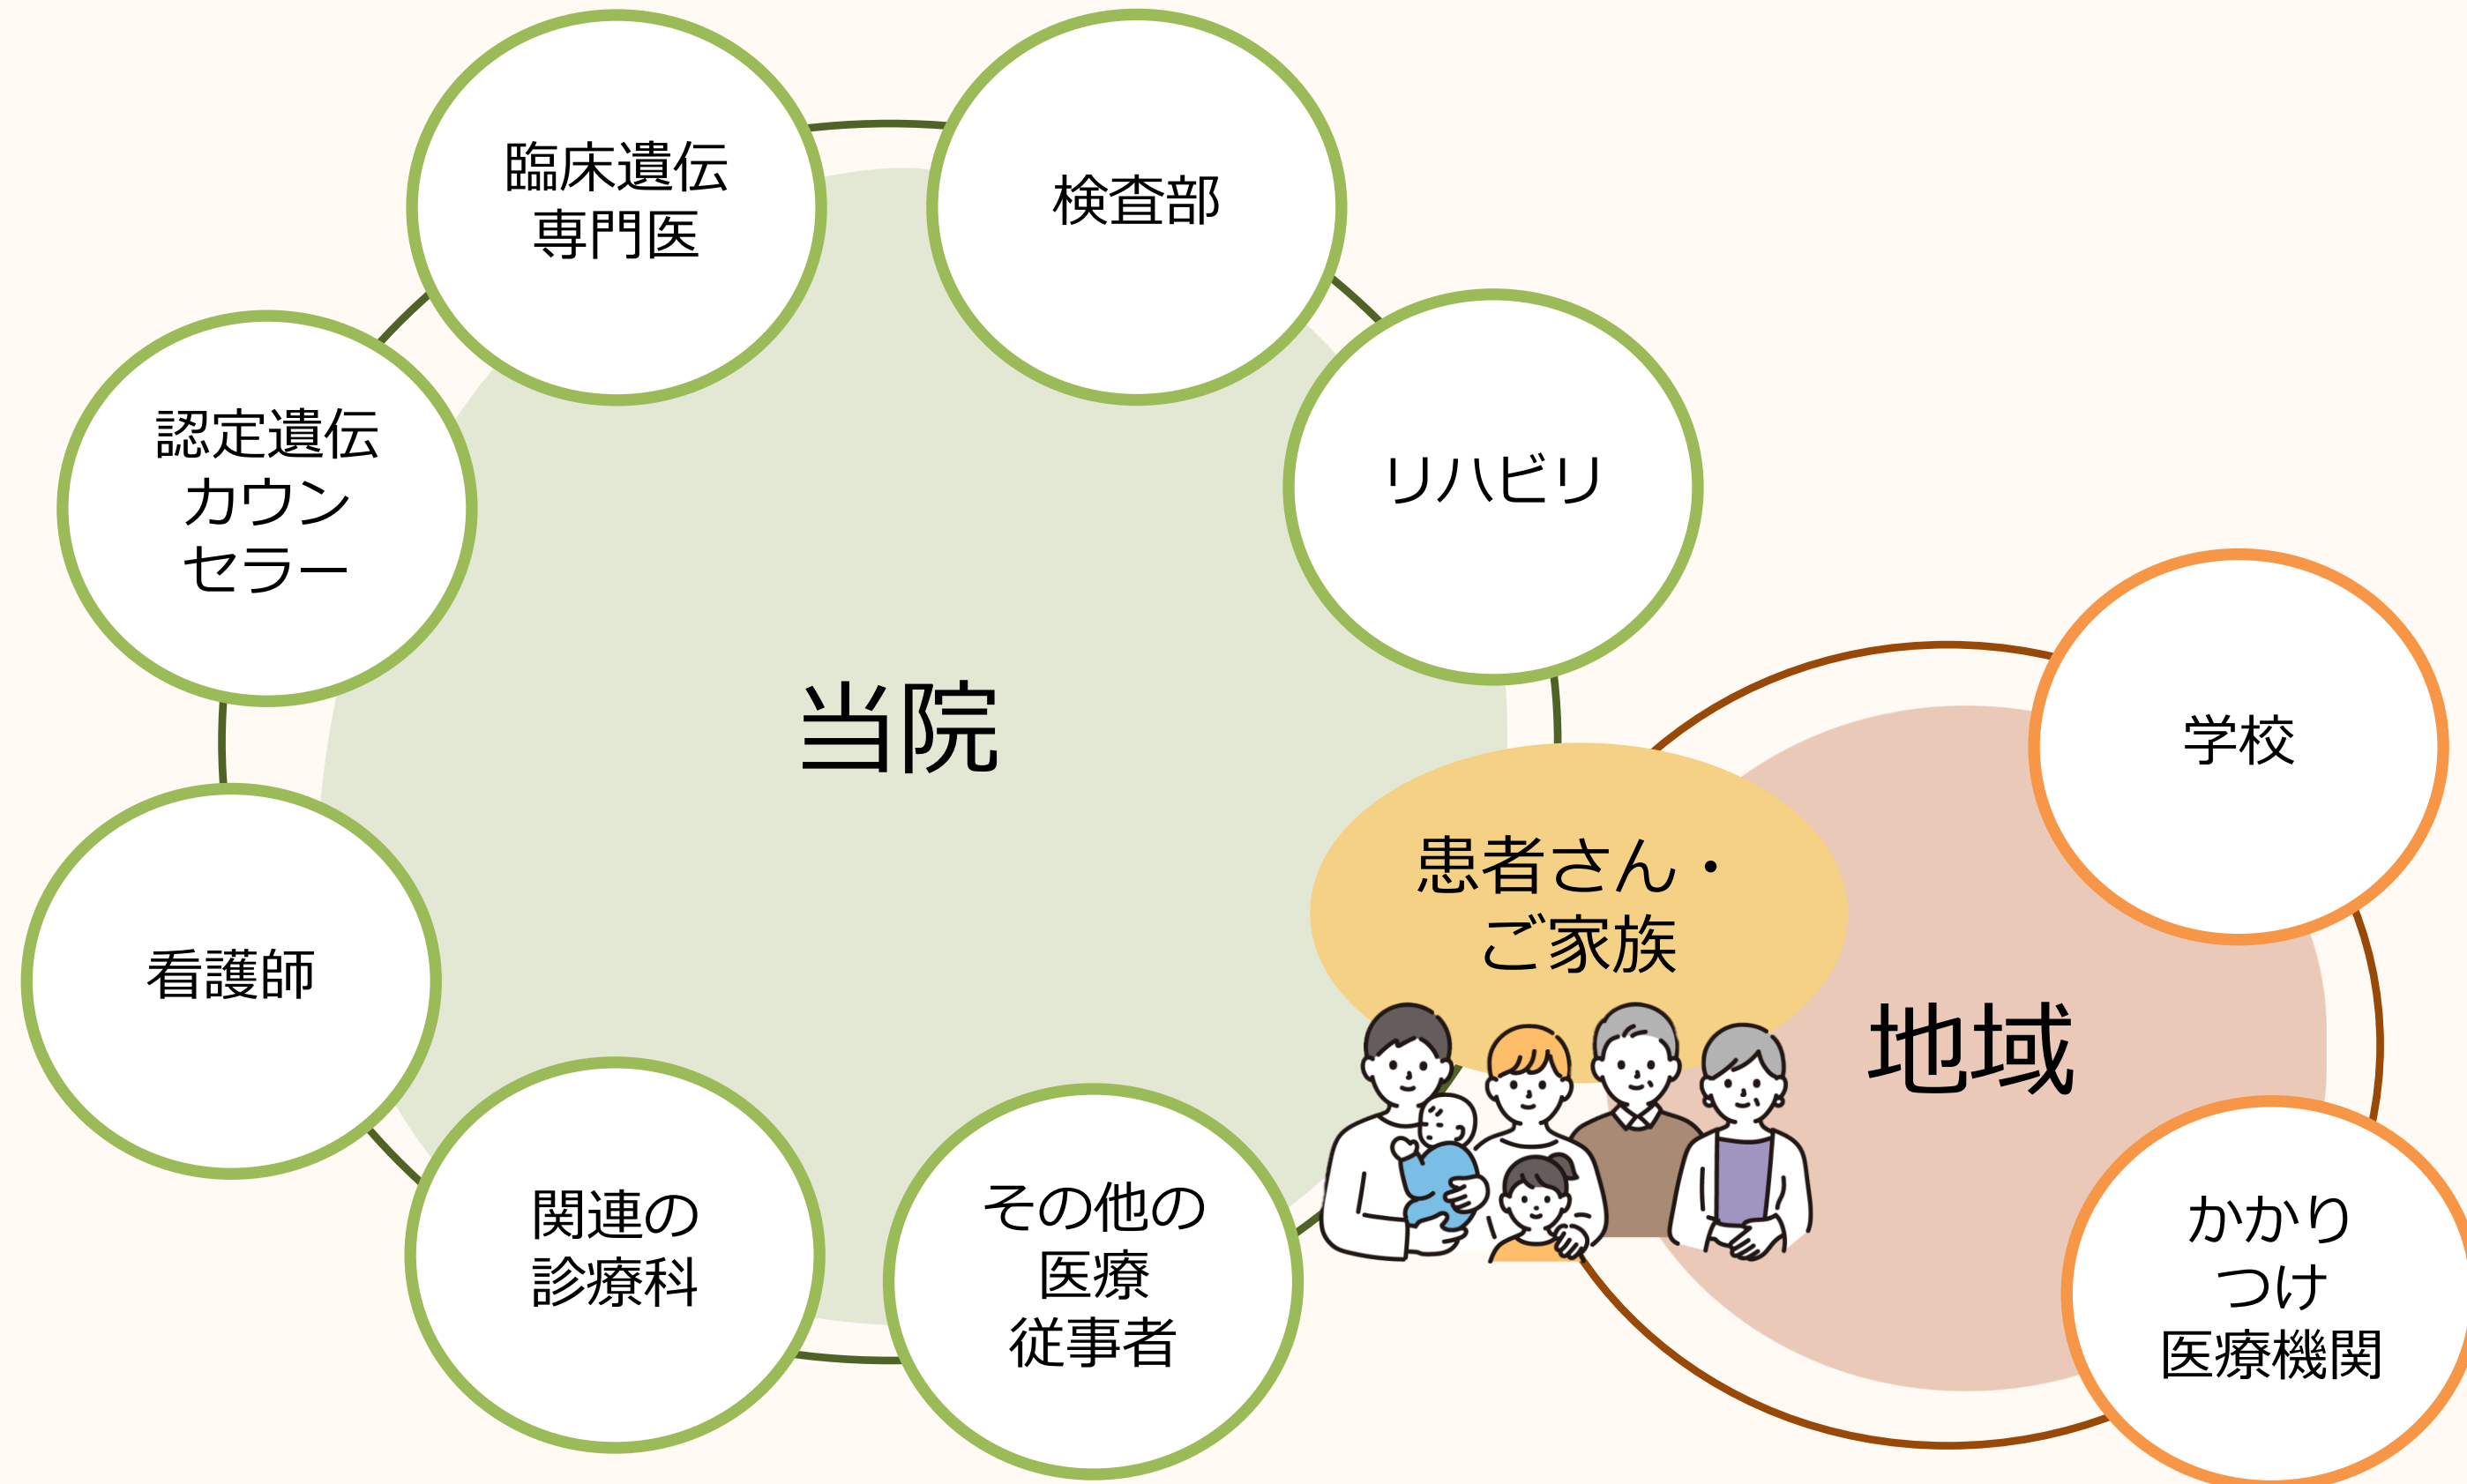 臨床遺伝
専門医
検査部
認定遺伝
カウン
セラー
リハビリ
当院
学校
患者さん・
ご家族
看護師
地域
関連の
診療科
その他の
医療
従事者
かかり
つけ
医療機関